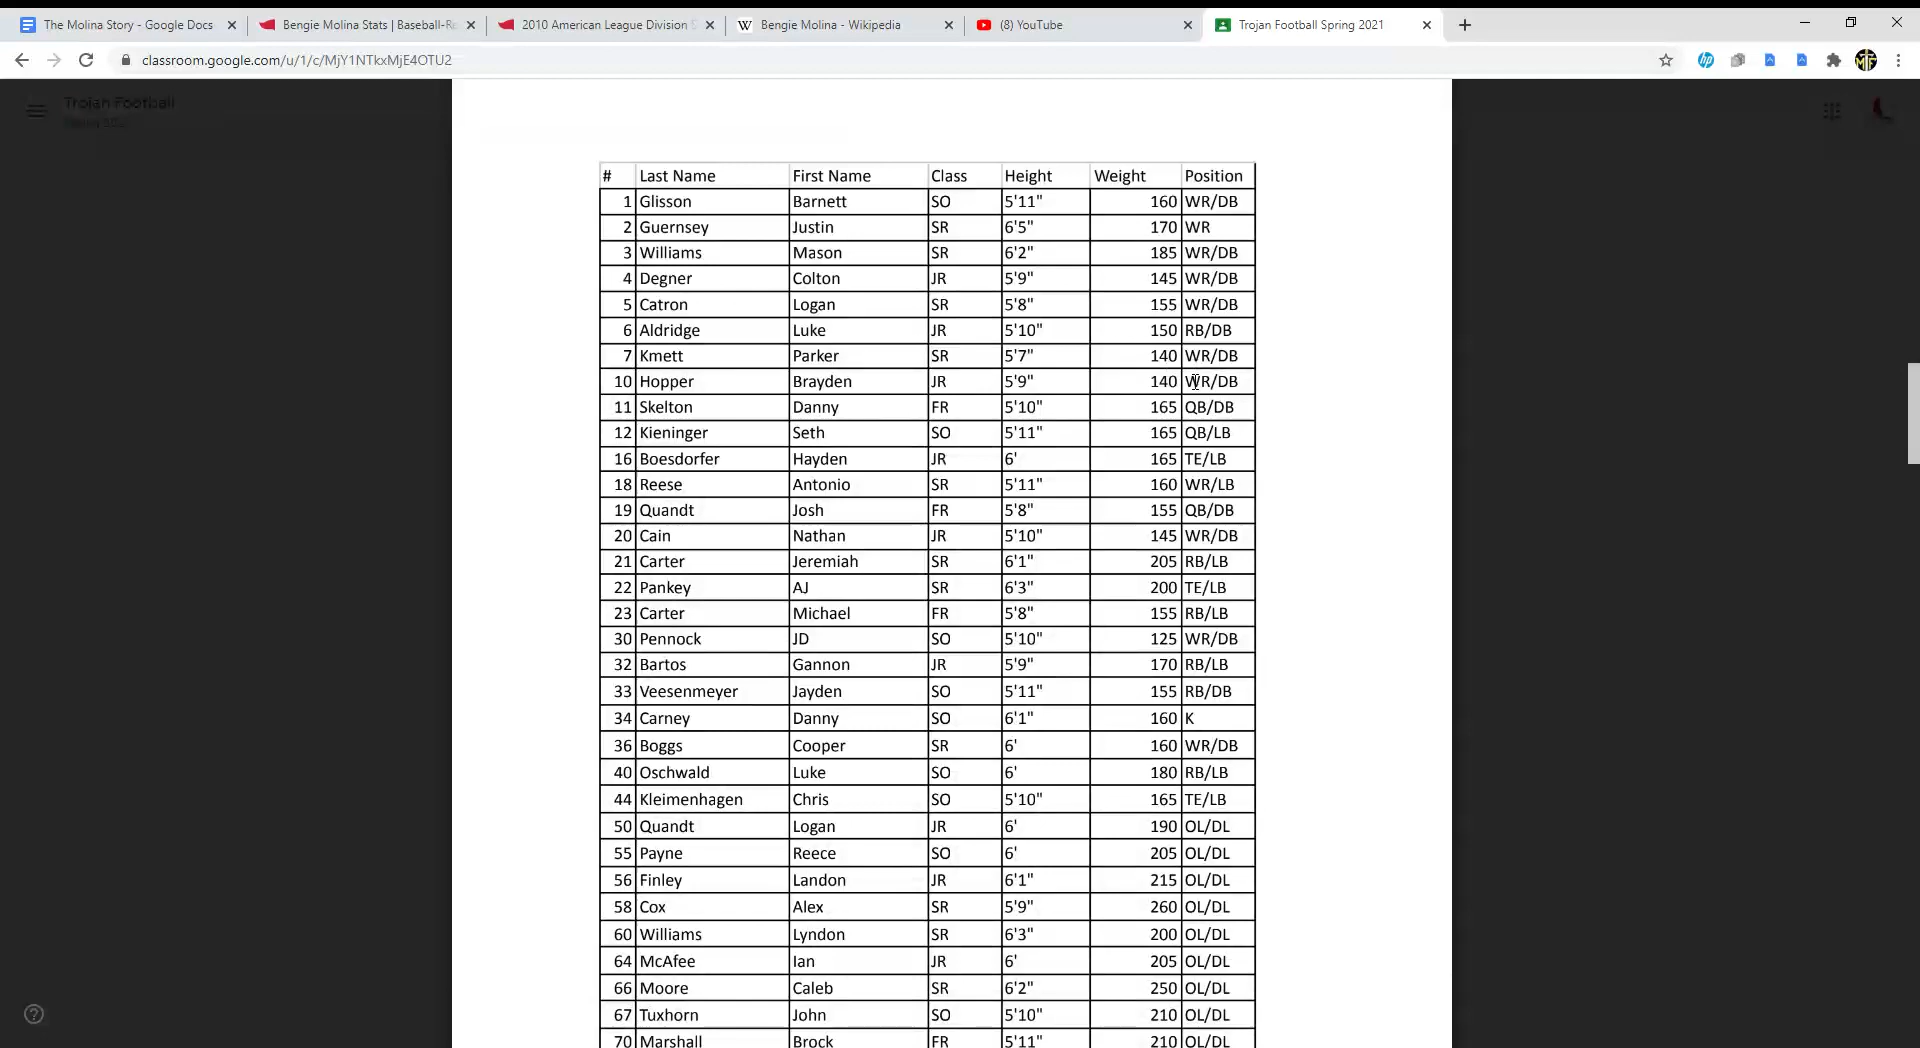 The Molina Story - Google Docs
Bengie Molina Stats | Baseball-Re
2010 American League Division S
Bengie Molina - Wikipedia
(8) YouTube
Trojan Football Spring 2021
classroom.google.com/u/1/c/MjY1NTkxMjE4OTU2
Trojan Football
# Last Name First Name Class Height Weight Position
1 Glisson Barnett SO 5'11" 160 WR/DB
2 Guernsey Justin SR 6'5" 170 WR
3 Williams Mason SR 6'2" 185 WR/DB
4 Degner Colton JR 5'9" 145 WR/DB
5 Catron Logan SR 5'8" 155 WR/DB
6 Aldridge Luke JR 5'10" 150 RB/DB
7 Kmett Parker SR 5'7" 140 WR/DB
10 Hopper Brayden JR 5'9" 140 WR/DB
11 Skelton Danny FR 5'10" 165 QB/DB
12 Kieninger Seth SO 5'11" 165 QB/LB
16 Boesdorfer Hayden JR 6' 165 TE/LB
18 Reese Antonio SR 5'11" 160 WR/LB
19 Quandt Josh FR 5'8" 155 QB/DB
20 Cain Nathan JR 5'10" 145 WR/DB
21 Carter Jeremiah SR 6'1" 205 RB/LB
22 Pankey AJ SR 6'3" 200 TE/LB
23 Carter Michael FR 5'8" 155 RB/LB
30 Pennock JD SO 5'10" 125 WR/DB
32 Bartos Gannon JR 5'9" 170 RB/LB
33 Veesenmeyer Jayden SO 5'11" 155 RB/DB
34 Carney Danny SO 6'1" 160 K
36 Boggs Cooper SR 6' 160 WR/DB
40 Oschwald Luke SO 6' 180 RB/LB
44 Kleimenhagen Chris SO 5'10" 165 TE/LB
50 Quandt Logan JR 6' 190 OL/DL
55 Payne Reece SO 6' 205 OL/DL
56 Finley Landon JR 6'1" 215 OL/DL
58 Cox Alex SR 5'9" 260 OL/DL
60 Williams Lyndon SR 6'3" 200 OL/DL
64 McAfee Ian JR 6' 205 OL/DL
66 Moore Caleb SR 6'2" 250 OL/DL
67 Tuxhorn John SO 5'10" 210 OL/DL
70 Marshall Brock FR 5'11" 210 OL/DL